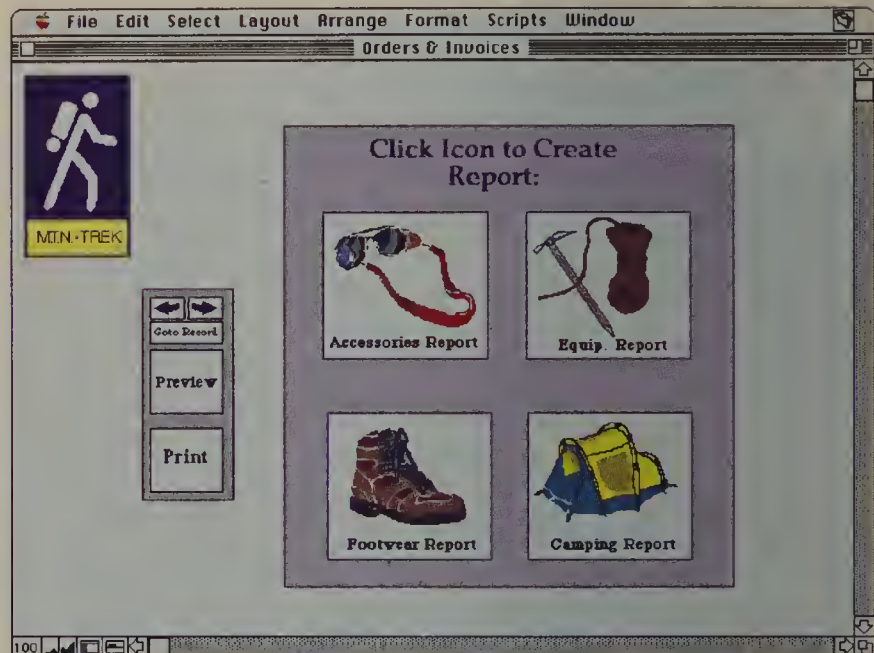 File Edit Select Layout Arrange Format Scripts Window
Orders & Invoices
MTN.-TREK
Click Icon to Create
Report:
Accessories Report
Equip. Report
Goto Record
Preview
Print
Footwear Report
Camping Report
100